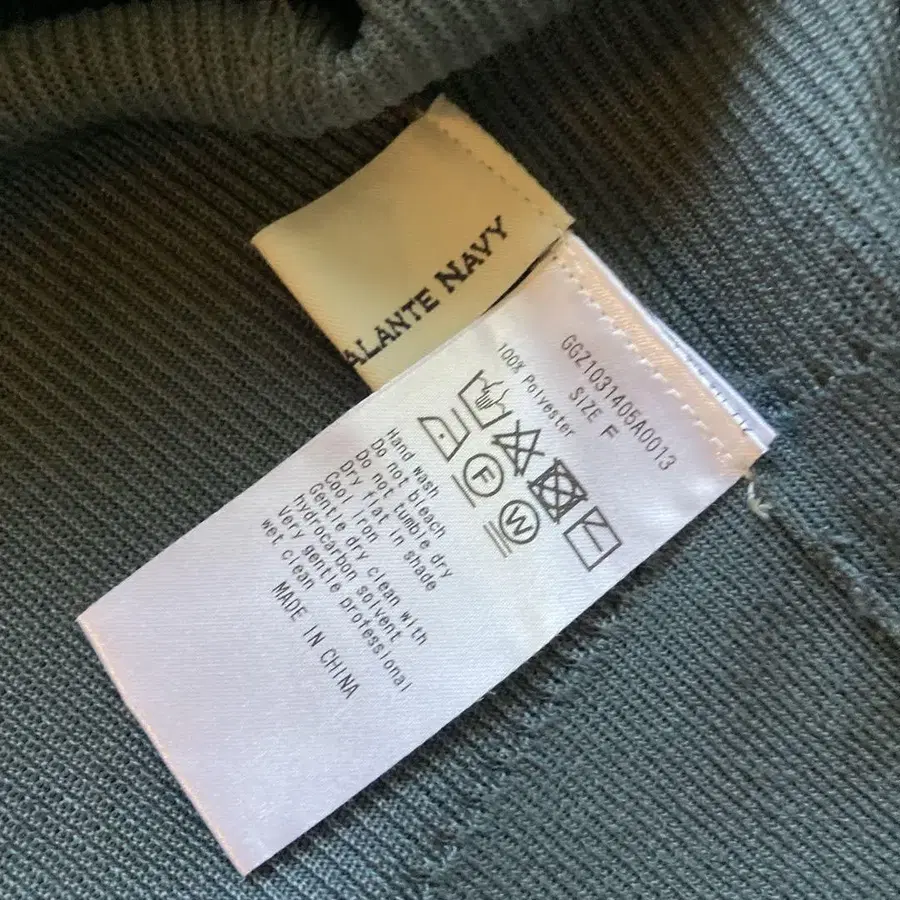 ALANTE NAVY
GGZ1031405A0013
SIZE F
100% Polyester
F
W
Hand wash
Do not bleach
Do not tumble dry
Dry flat in shade
Cool iron
Gentle dry clean with
hydrocarbon solvent
Very gentle professional
wet clean
MADE IN CHINA